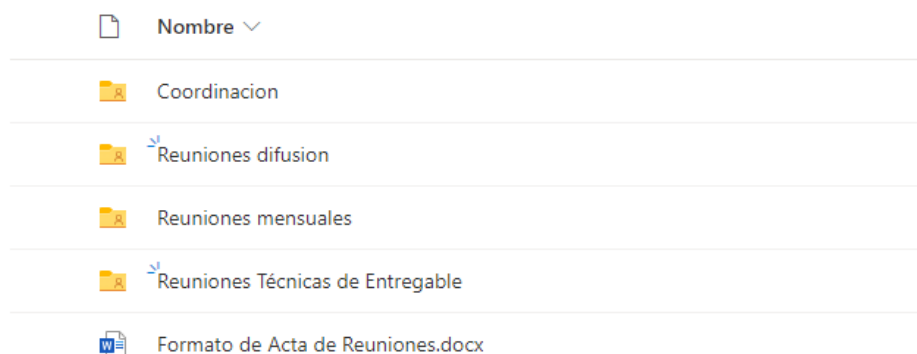 Nombre
Coordinacion
Reuniones difusion
Reuniones mensuales
Reuniones Técnicas de Entregable
Formato de Acta de Reuniones.docx